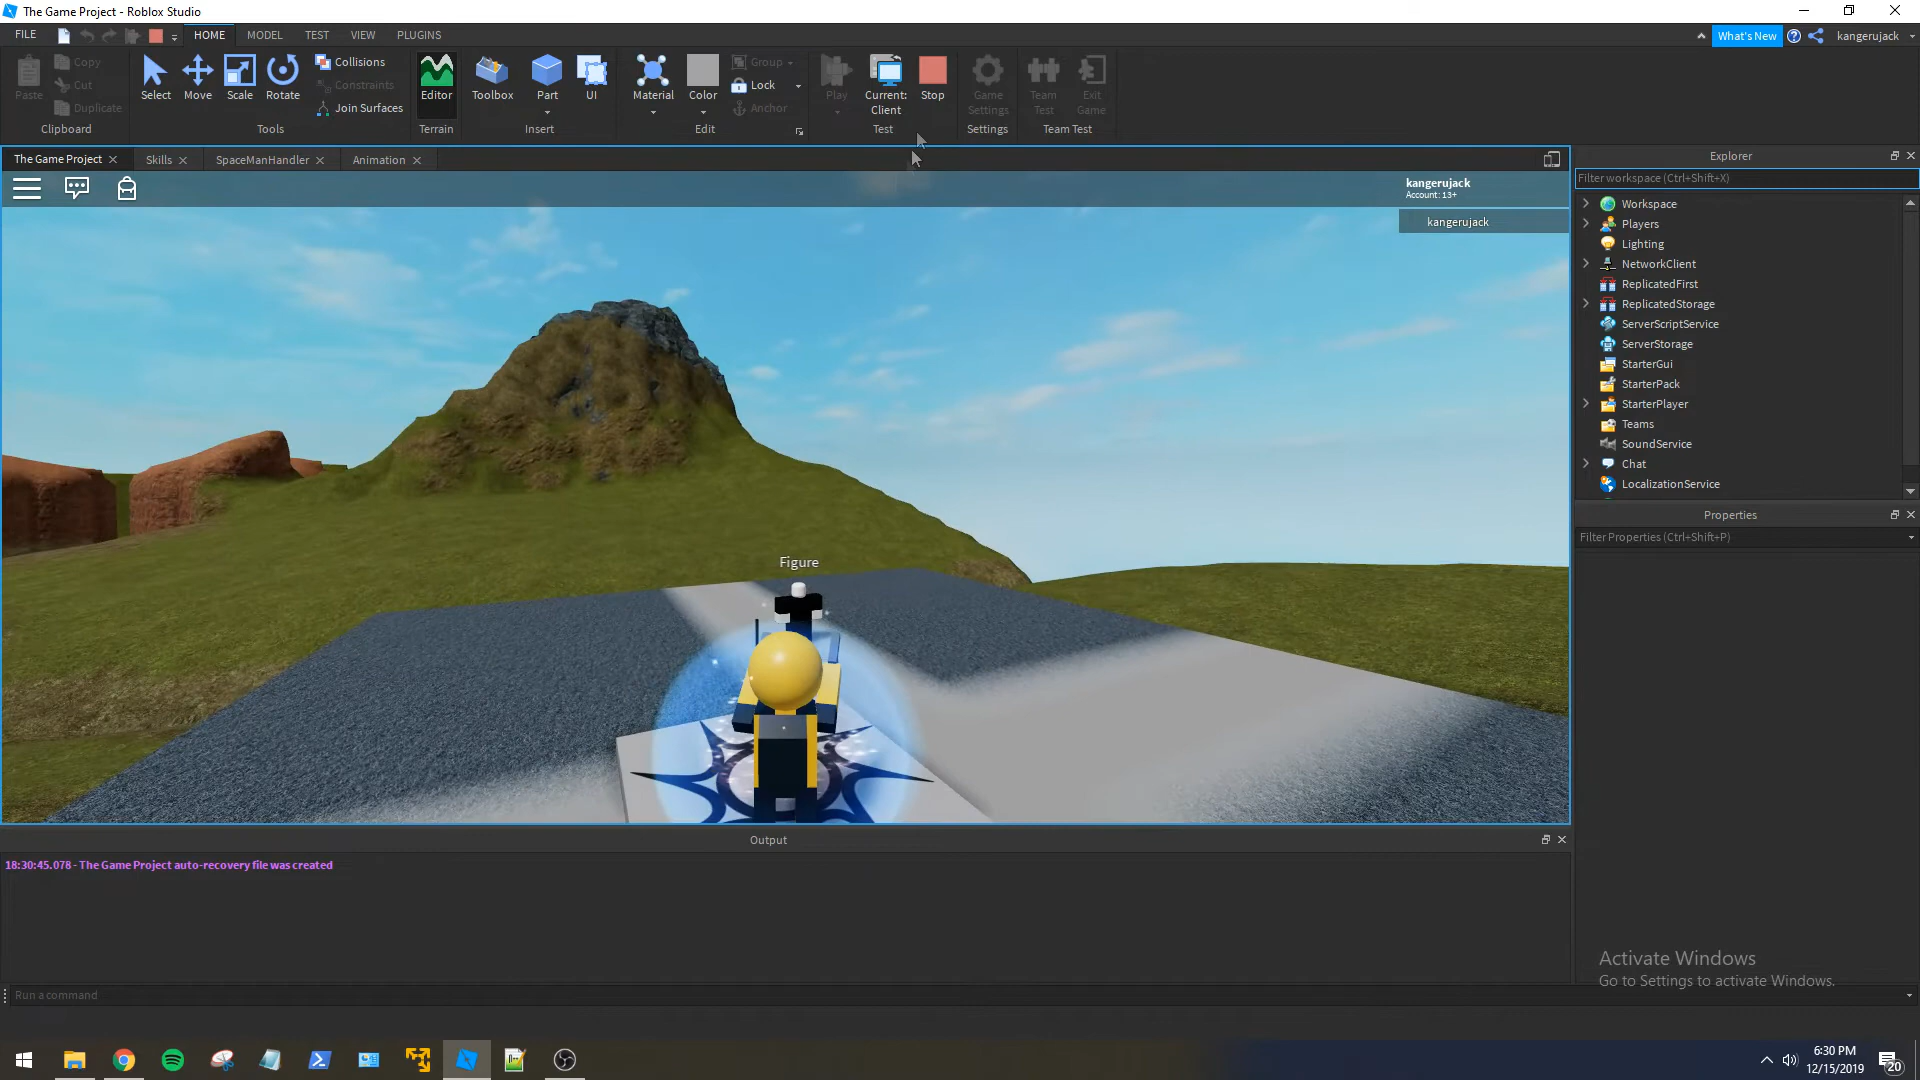 The Game Project - Roblox Studio
FILE
HOME
MODEL
TEST
VIEW
PLUGINS
What's New
kangerujack
Paste
Copy
Cut
Duplicate
Clipboard
Select
Move
Scale
Rotate
Collisions
Constraints
Join Surfaces
Tools
Editor
Terrain
Toolbox
Part
UI
Insert
Material
Color
Group
Lock
Anchor
Edit
Play
Current:
Client
Stop
Test
Game
Settings
Settings
Team
Test
Exit
Game
Team Test
The Game Project
Skills
SpaceManHandler
Animation
kangerujack
Account: 13+
kangerujack
Figure
Explorer
Filter workspace (Ctrl+Shift+X)
Workspace
Players
Lighting
NetworkClient
ReplicatedFirst
ReplicatedStorage
ServerScriptService
ServerStorage
StarterGui
StarterPack
StarterPlayer
Teams
SoundService
Chat
LocalizationService
Properties
Filter Properties (Ctrl+Shift+P)
Output
18:30:45.078 - The Game Project auto-recovery file was created
Run a command
Activate Windows
Go to Settings to activate Windows.
6:30 PM
12/15/2019
20